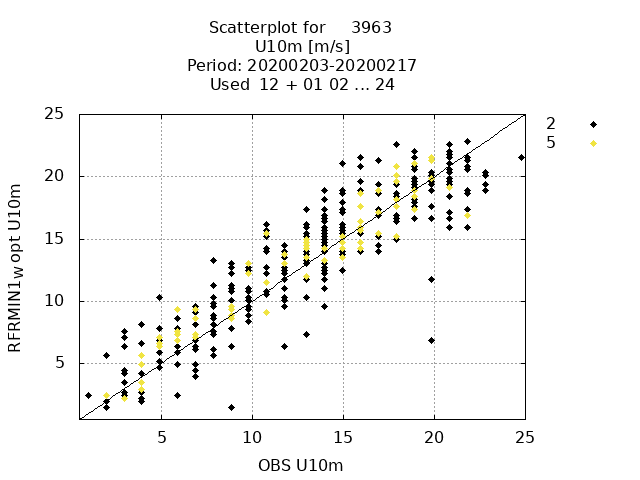 Scatterplot for 3963
U10m [m/s]
Period: 20200203-20200217
Used 12 + 01 02 ... 24
25
20
15
10
5
5
10
15
20
25
RFRMIN1W opt U10m
OBS U10m
2
5